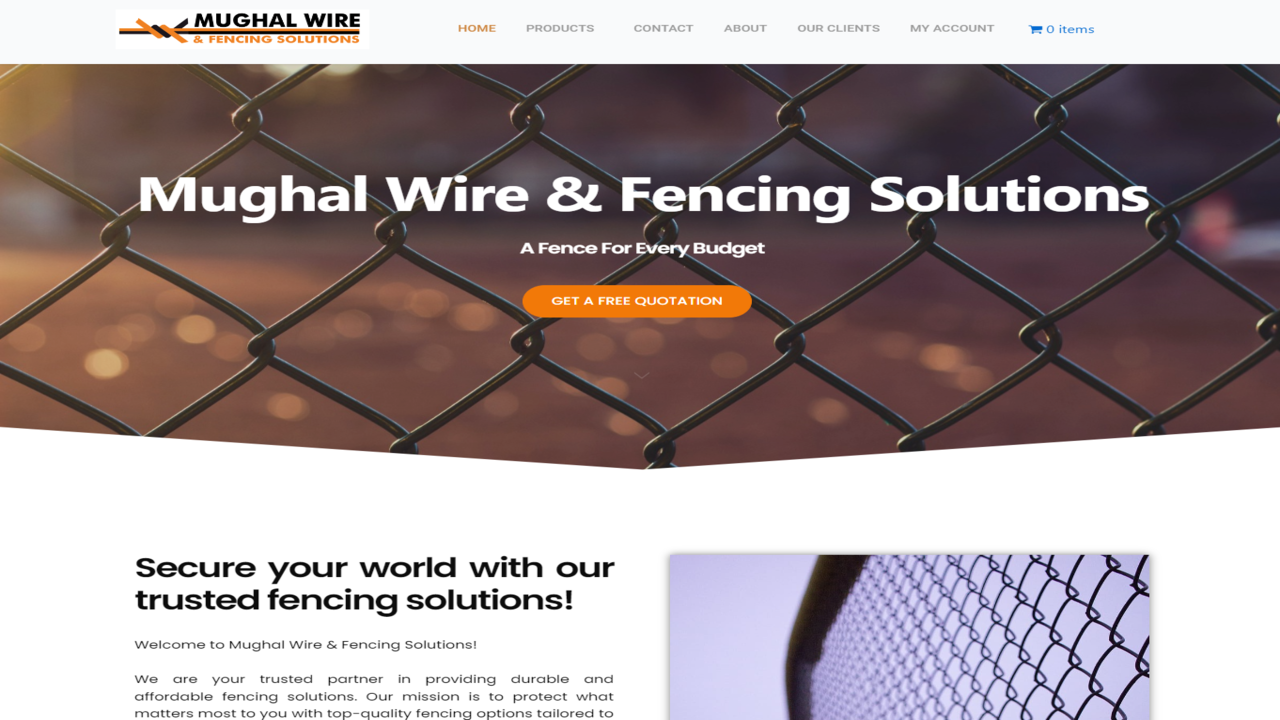 MUGHAL WIRE
& FENCING SOLUTIONS
HOME PRODUCTS CONTACT ABOUT OUR CLIENTS MY ACCOUNT 0 items
Mughal Wire & Fencing Solutions
A Fence For Every Budget
GET A FREE QUOTATION
Secure your world with our
trusted fencing solutions!
Welcome to Mughal Wire & Fencing Solutions!
We are your trusted partner in providing durable and
affordable fencing solutions. Our mission is to protect what
matters most to you with top-quality fencing options tailored to